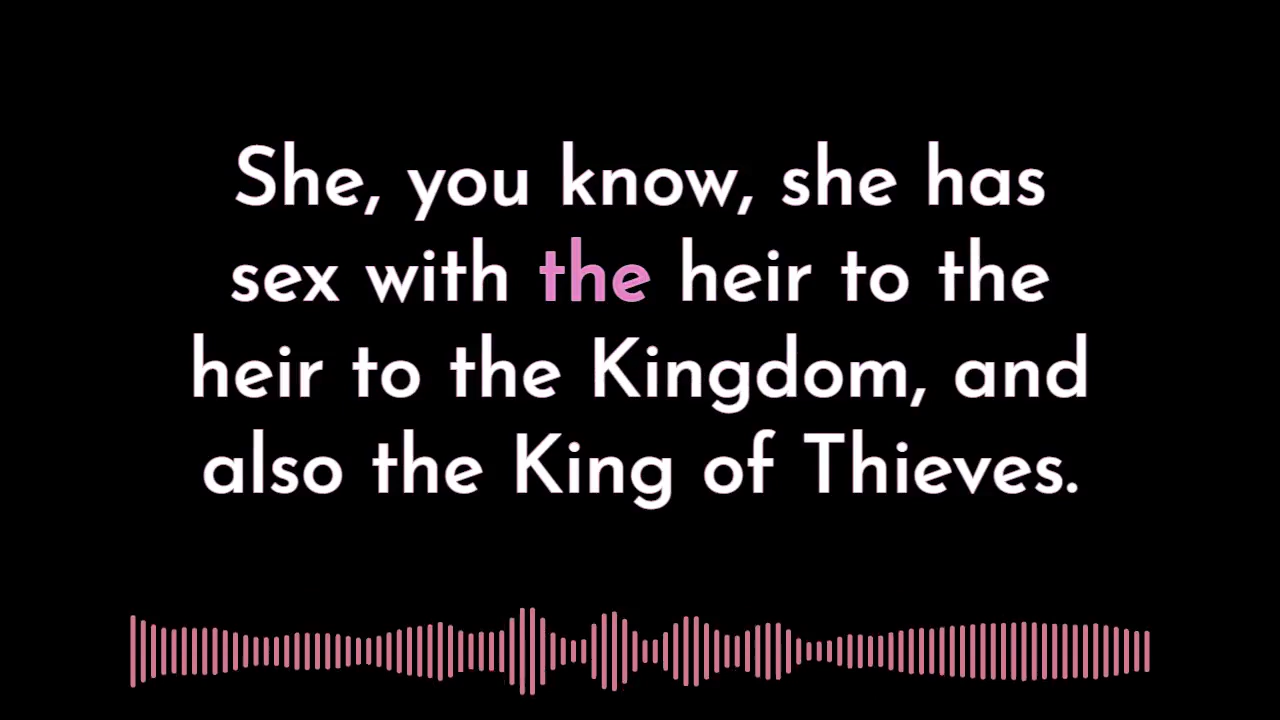 She, you know, she has
sex with the heir to the
heir to the Kingdom, and
also the King of Thieves.